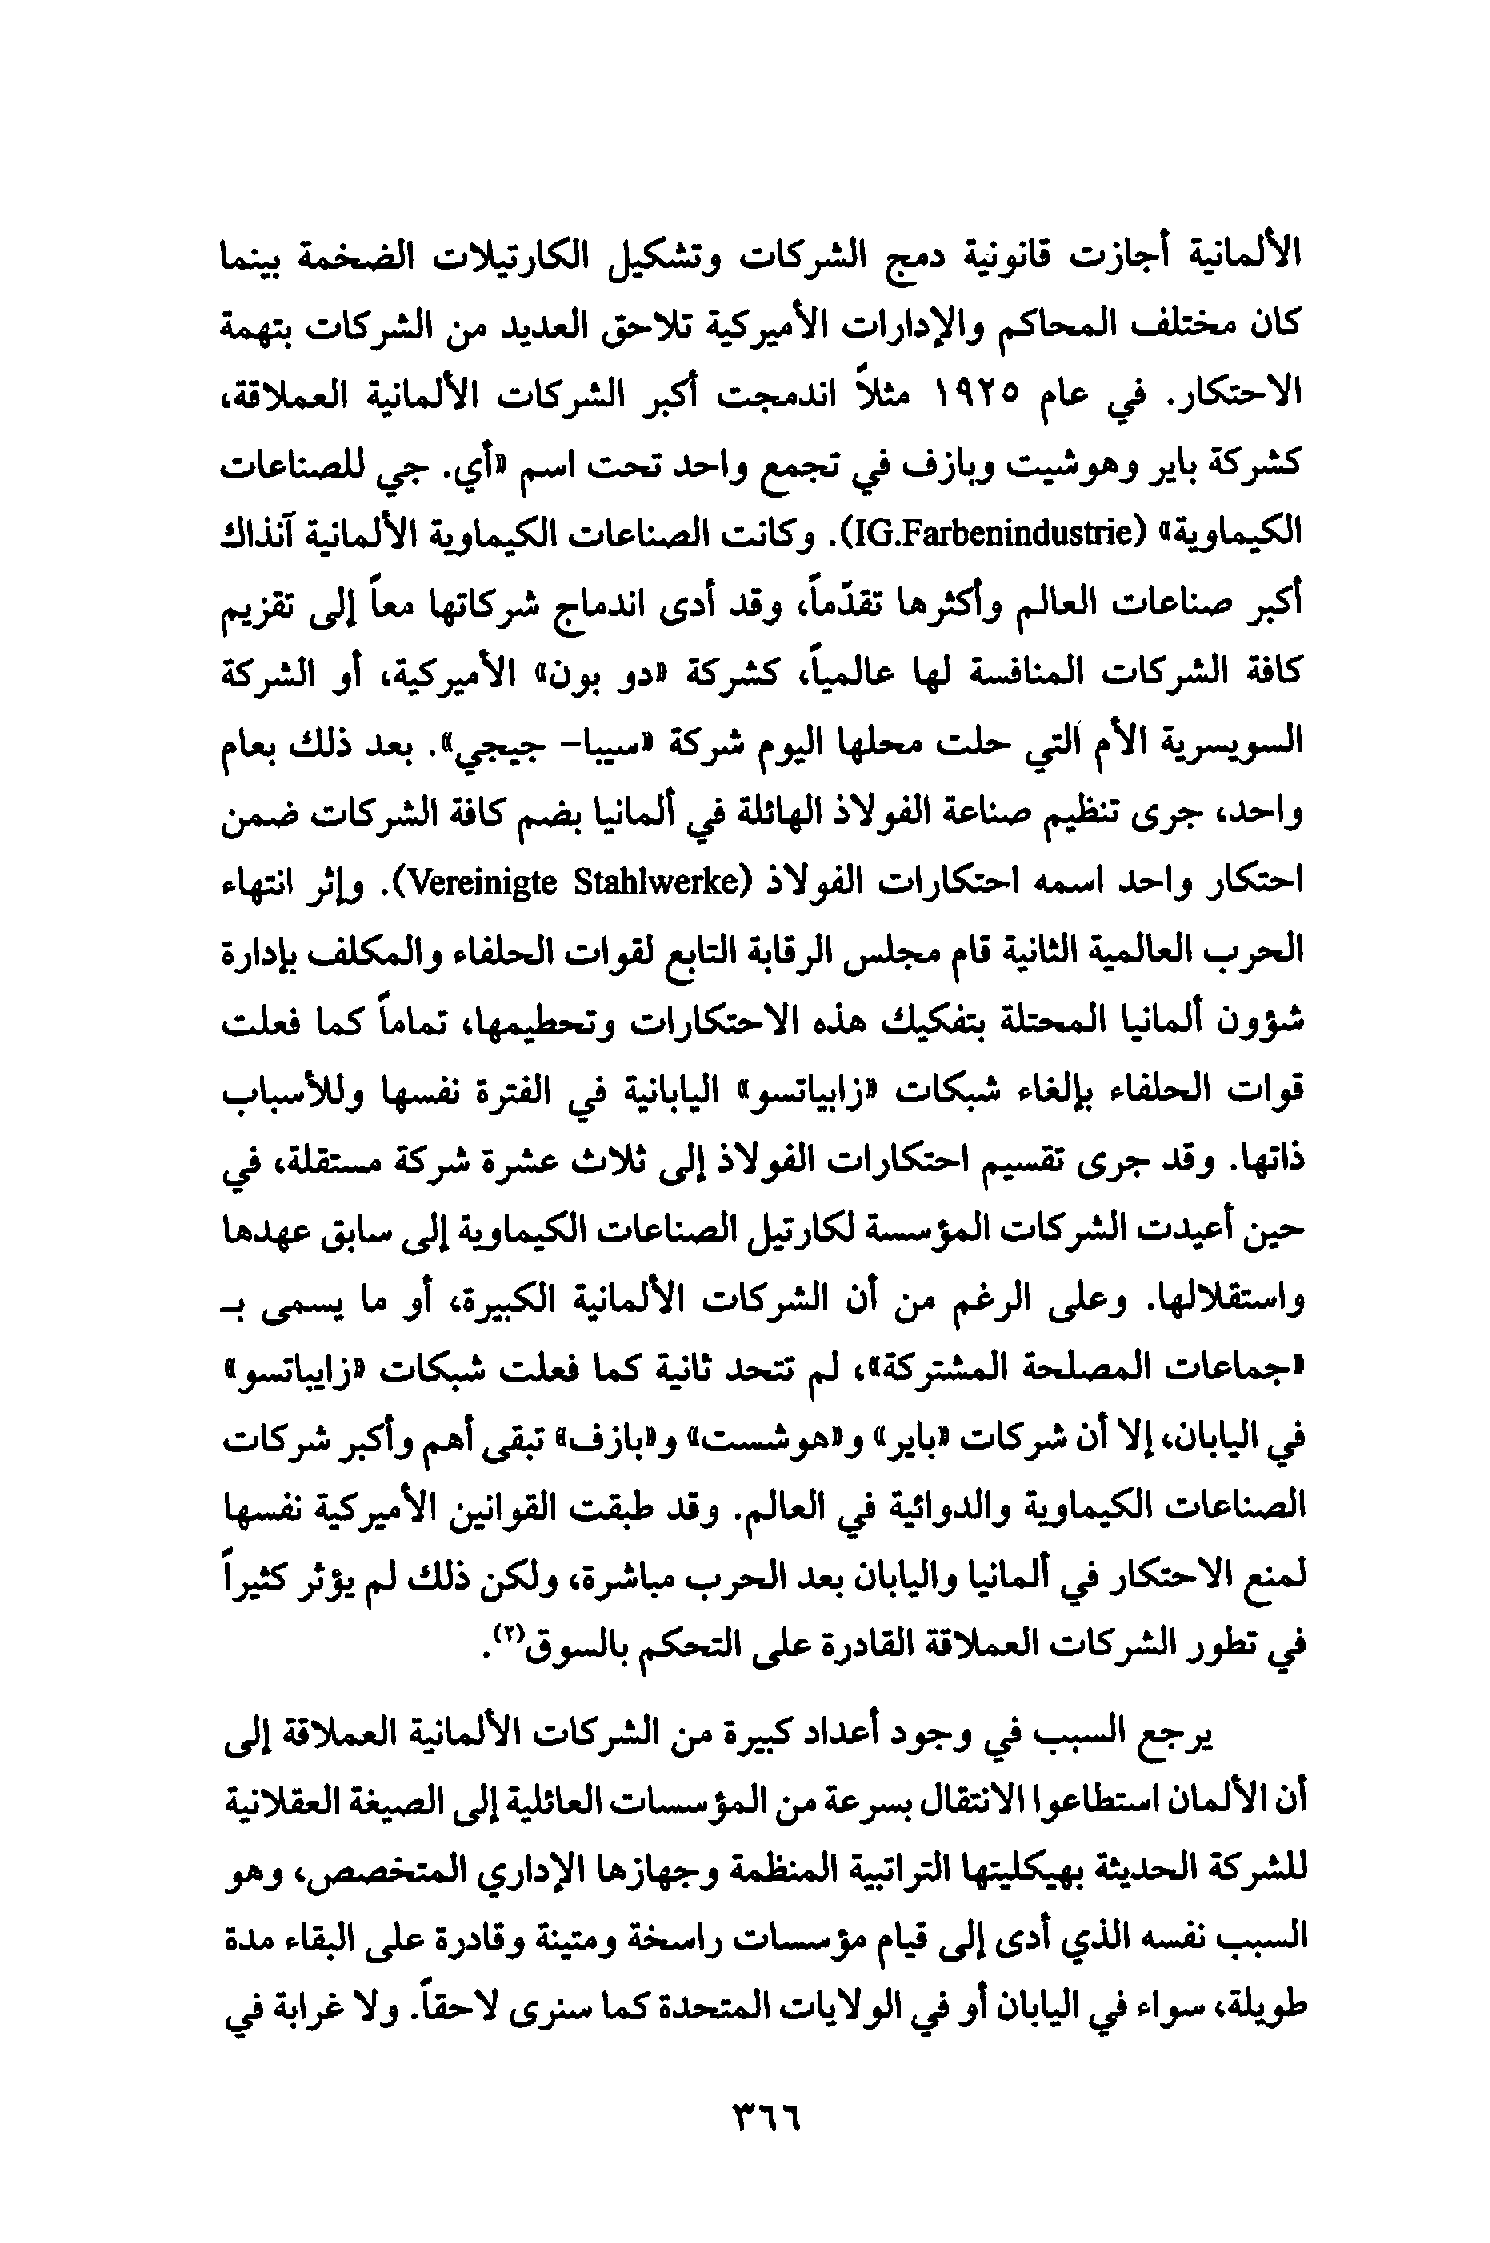 الألمانية أجازت قانونية دمج الشركات وتشكيل الكارتيلات الضخمة بينما
كان مختلف المحاكم والإدارات الأميركية تلاحق العديد من الشركات بتهمة
الاحتكار. في عام ١٩٢٥ مثلاً اندمجت أكبر الشركات الألمانية العملاقة،
كشركة باير وهوشيت وبازف في تجمع واحد تحت اسم «أي. جي للصناعات
الكيماوية» (IG.Farbenindustrie). وكانت الصناعات الكيماوية الألمانية آنذاك
أكبر صناعات العالم وأكثرها تقدّماً، وقد أدى اندماج شركاتها معاً إلى تقزيم
كافة الشركات المنافسة لها عالمياً، كشركة «دو بون» الأميركية، أو الشركة
السويسرية الأم التي حلت محلها اليوم شركة «سيبا- جيجي». بعد ذلك بعام
واحد، جرى تنظيم صناعة الفولاذ الهائلة في ألمانيا بضم كافة الشركات ضمن
احتكار واحد اسمه احتكارات الفولاذ (Vereinigte Stahlwerke). وإثر انتهاء
الحرب العالمية الثانية قام مجلس الرقابة التابع لقوات الحلفاء والمكلف بإدارة
شؤون ألمانيا المحتلة بتفكيك هذه الاحتكارات وتحطيمها، تماماً كما فعلت
قوات الحلفاء بإلغاء شبكات «زايباتسو» اليابانية في الفترة نفسها وللأسباب
ذاتها. وقد جرى تقسيم احتكارات الفولاذ إلى ثلاث عشرة شركة مستقلة، في
حين أعيدت الشركات المؤسسة لكارتيل الصناعات الكيماوية إلى سابق عهدها
واستقلالها. وعلى الرغم من أن الشركات الألمانية الكبيرة، أو ما يسمى بـ
«جماعات المصلحة المشتركة»، لم تتحد ثانية كما فعلت شبكات «زايباتسو»
في اليابان، إلا أن شركات «باير» و«هوشست» و«بازف» تبقى أهم وأكبر شركات
الصناعات الكيماوية والدوائية في العالم. وقد طبقت القوانين الأميركية نفسها
لمنع الاحتكار في ألمانيا واليابان بعد الحرب مباشرة، ولكن ذلك لم يؤثر كثيراً
في تطور الشركات العملاقة القادرة على التحكم بالسوق(٢).
يرجع السبب في وجود أعداد كبيرة من الشركات الألمانية العملاقة إلى
أن الألمان استطاعوا الانتقال بسرعة من المؤسسات العائلية إلى الصيغة العقلانية
للشركة الحديثة بهيكليتها التراتبية المنظمة وجهازها الإداري المتخصص، وهو
السبب نفسه الذي أدى إلى قيام مؤسسات راسخة ومتينة وقادرة على البقاء مدة
طويلة، سواء في اليابان أو في الولايات المتحدة كما سنرى لاحقاً. ولا غرابة في
٣٦٦